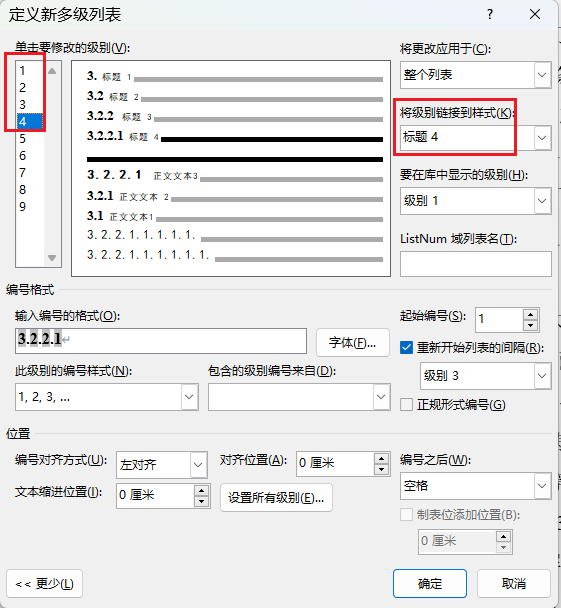 定义新多级列表
?
单击要修改的级别(V):
1
2
3
4
5
6
7
8
9
3. 标题 1
3.2 标题 2
3.2.2 标题 3
3.2.2.1 标题 4
3.2.2.1 正文文本3
3.2.1 正文文本 2
3.1 正文文本1
3.2.2.1.1.1.1.
3.2.2.1.1.1.1.1.
将更改应用于(C):
整个列表
将级别链接到样式(K):
标题 4
要在库中显示的级别(H):
级别 1
ListNum 域列表名(T):
编号格式
输入编号的格式(O):
3.2.2.1
字体(F)...
起始编号(S):
1
重新开始列表的间隔(R):
级别 3
此级别的编号样式(N):
1, 2, 3, ...
包含的级别编号来自(D):
正规形式编号(G)
位置
编号对齐方式(U):
左对齐
对齐位置(A):
0 厘米
编号之后(W):
空格
文本缩进位置(I):
0 厘米
设置所有级别(E)...
制表位添加位置(B):
0 厘米
<< 更少(L)
确定
取消